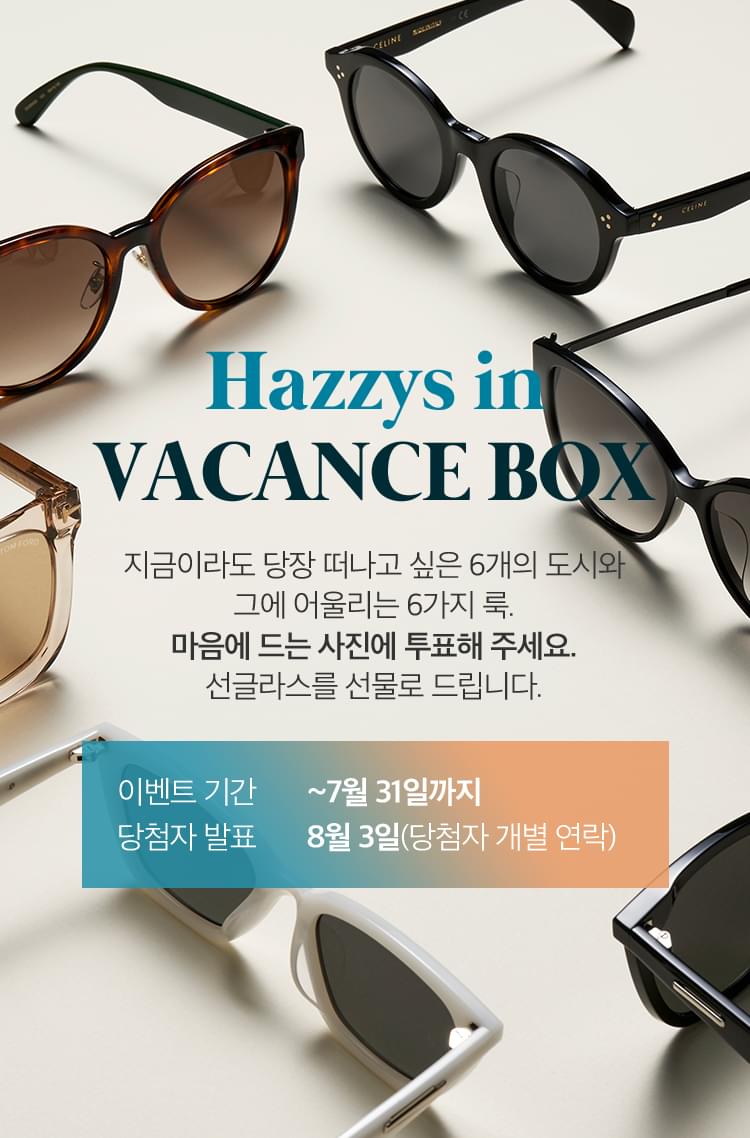 CELINE
CELINE
TOM FORD
Hazzys in
VACANCE BOX
지금이라도 당장 떠나고 싶은 6개의 도시와
그에 어울리는 6가지 룩.
마음에 드는 사진에 투표해 주세요.
선글라스를 선물로 드립니다.
이벤트 기간 ~7월 31일까지
당첨자 발표 8월 3일(당첨자 개별 연락)